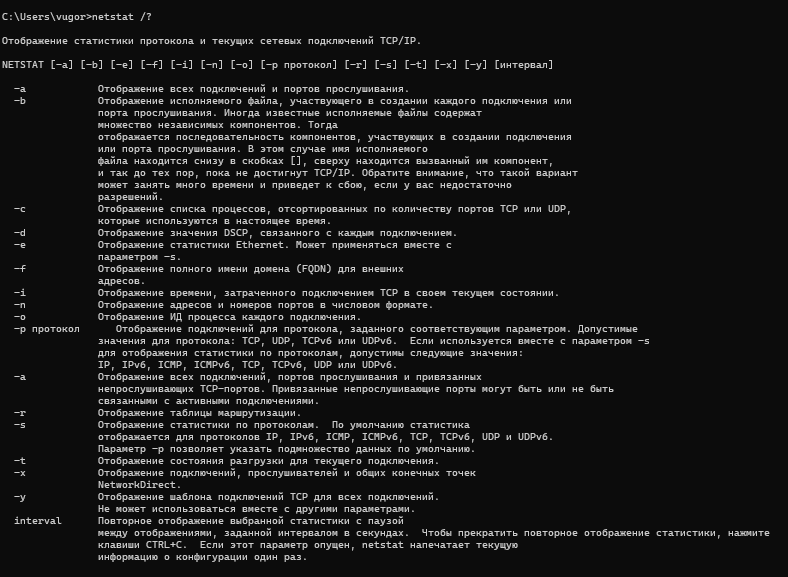 C:\Users\vugor>netstat /?
Отображение статистики протокола и текущих сетевых подключений TCP/IP.
NETSTAT [-a] [-b] [-e] [-f] [-i] [-n] [-o] [-p протокол] [-r] [-s] [-t] [-x] [-y] [интервал]
-a Отображение всех подключений и портов прослушивания.
-b Отображение исполняемого файла, участвующего в создании каждого подключения или
порта прослушивания. Иногда известные исполняемые файлы содержат
множество независимых компонентов. Тогда
отображается последовательность компонентов, участвующих в создании подключения
или порта прослушивания. В этом случае имя исполняемого
файла находится снизу в скобках [], сверху находится вызванный им компонент,
и так до тех пор, пока не достигнут TCP/IP. Обратите внимание, что такой вариант
может занять много времени и приведет к сбою, если у вас недостаточно
разрешений.
-c Отображение списка процессов, отсортированных по количеству портов TCP или UDP,
которые используются в настоящее время.
-d Отображение значения DSCP, связанного с каждым подключением.
-e Отображение статистики Ethernet. Может применяться вместе с
параметром -s.
-f Отображение полного имени домена (FQDN) для внешних
адресов.
-i Отображение времени, затраченного подключением TCP в своем текущем состоянии.
-n Отображение адресов и номеров портов в числовом формате.
-o Отображение ИД процесса каждого подключения.
-p протокол Отображение подключений для протокола, заданного соответствующим параметром. Допустимые
значения для протокола: TCP, UDP, TCPv6 или UDPv6. Если используется вместе с параметром -s
для отображения статистики по протоколам, допустимы следующие значения:
IP, IPv6, ICMP, ICMPv6, TCP, TCPv6, UDP или UDPv6.
-a Отображение всех подключений, портов прослушивания и привязанных
непрослушивающих TCP-портов. Привязанные непрослушивающие порты могут быть или не быть
связанными с активными подключениями.
-r Отображение таблицы маршрутизации.
-s Отображение статистики по протоколам. По умолчанию статистика
отображается для протоколов IP, IPv6, ICMP, ICMPv6, TCP, TCPv6, UDP и UDPv6.
Параметр -p позволяет указать подмножество данных по умолчанию.
-t Отображение состояния разгрузки для текущего подключения.
-x Отображение подключений, прослушивателей и общих конечных точек
NetworkDirect.
-y Отображение шаблона подключений TCP для всех подключений.
Не может использоваться вместе с другими параметрами.
interval Повторное отображение выбранной статистики с паузой
между отображениями, заданной интервалом в секундах. Чтобы прекратить повторное отображение статистики, нажмите
клавиши CTRL+C. Если этот параметр опущен, netstat напечатает текущую
информацию о конфигурации один раз.